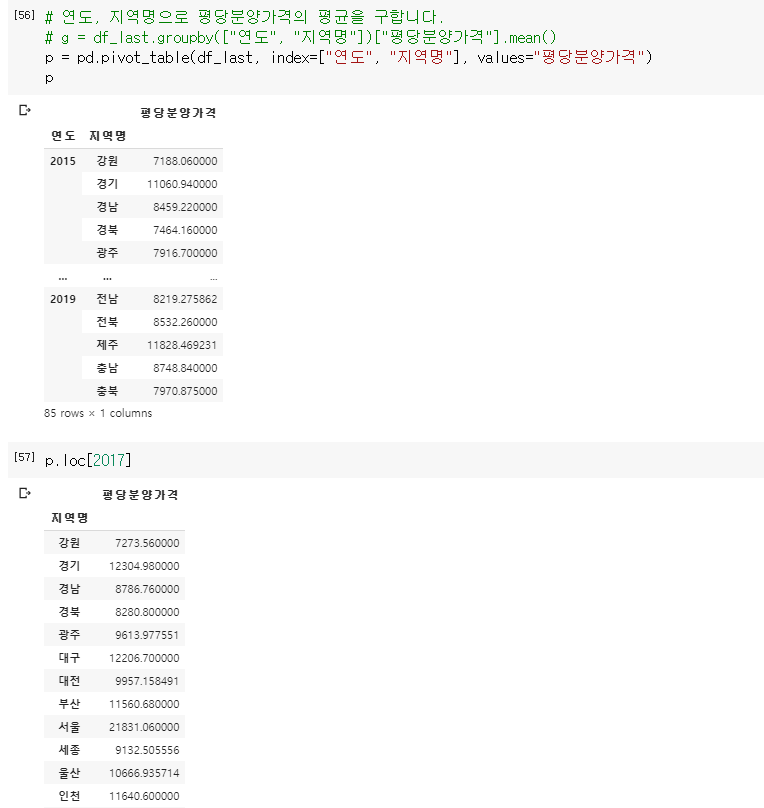 [56] # 연도, 지역명으로 평당분양가격의 평균을 구합니다.
# g = df_last.groupby(["연도", "지역명"])["평당분양가격"].mean()
p = pd.pivot_table(df_last, index=["연도", "지역명"], values="평당분양가격")
p
평당분양가격
연도 지역명
2015 강원 7188.060000
경기 11060.940000
경남 8459.220000
경북 7464.160000
광주 7916.700000
... ... ...
2019 전남 8219.275862
전북 8532.260000
제주 11828.469231
충남 8748.840000
충북 7970.875000
85 rows × 1 columns
[57] p.loc[2017]
평당분양가격
지역명
강원 7273.560000
경기 12304.980000
경남 8786.760000
경북 8280.800000
광주 9613.977551
대구 12206.700000
대전 9957.158491
부산 11560.680000
서울 21831.060000
세종 9132.505556
울산 10666.935714
인천 11640.600000